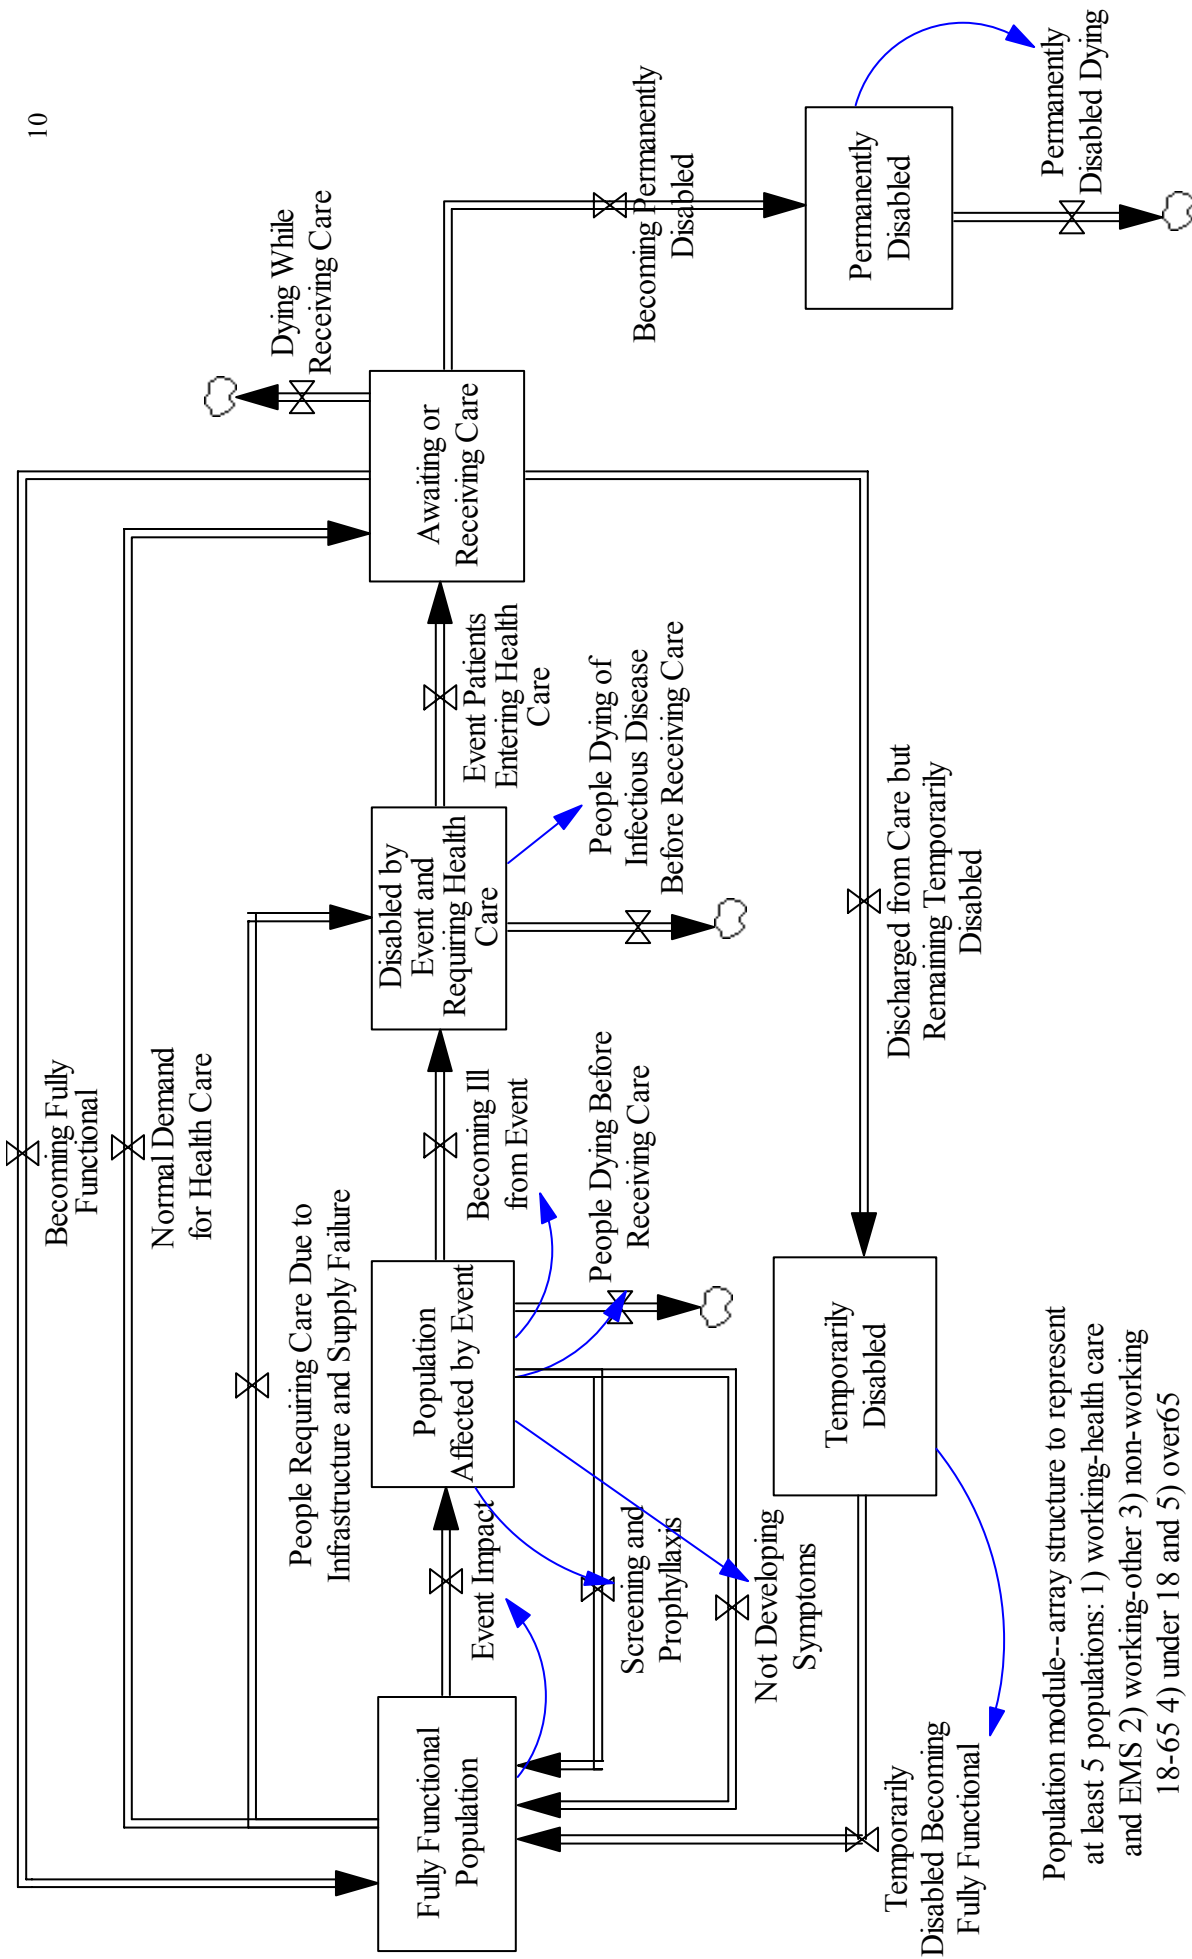 10
Becoming Fully
Functional
Normal Demand
for Health Care
People Requiring Care Due to
Infrastructure and Supply Failure
Dying While
Receiving Care
Fully Functional
Population
Event Impact
Population
Affected by Event
Becoming Ill
from Event
Disabled by
Event and
Requiring Health
Care
Event Patients
Entering Health
Care
Awaiting or
Receiving Care
Becoming Permanently
Disabled
People Dying Before
Receiving Care
People Dying of
Infectious Disease
Before Receiving Care
Screening and
Prophyllaxis
Not Developing
Symptoms
Temporarily
Disabled
Discharged from Care but
Remaining Temporarily
Disabled
Permanently
Disabled
Permanently
Disabled Dying
Temporarily
Disabled Becoming
Fully Functional
Population module--array structure to represent
at least 5 populations: 1) working-health care
and EMS 2) working-other 3) non-working
18-65 4) under 18 and 5) over65